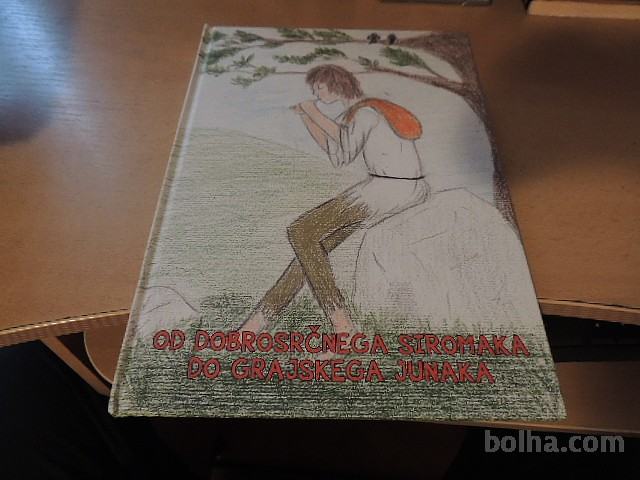 OD DOBROSRČNEGA SIROMAKA
DO GRAJSKEGA JUNAKA
bolha.com